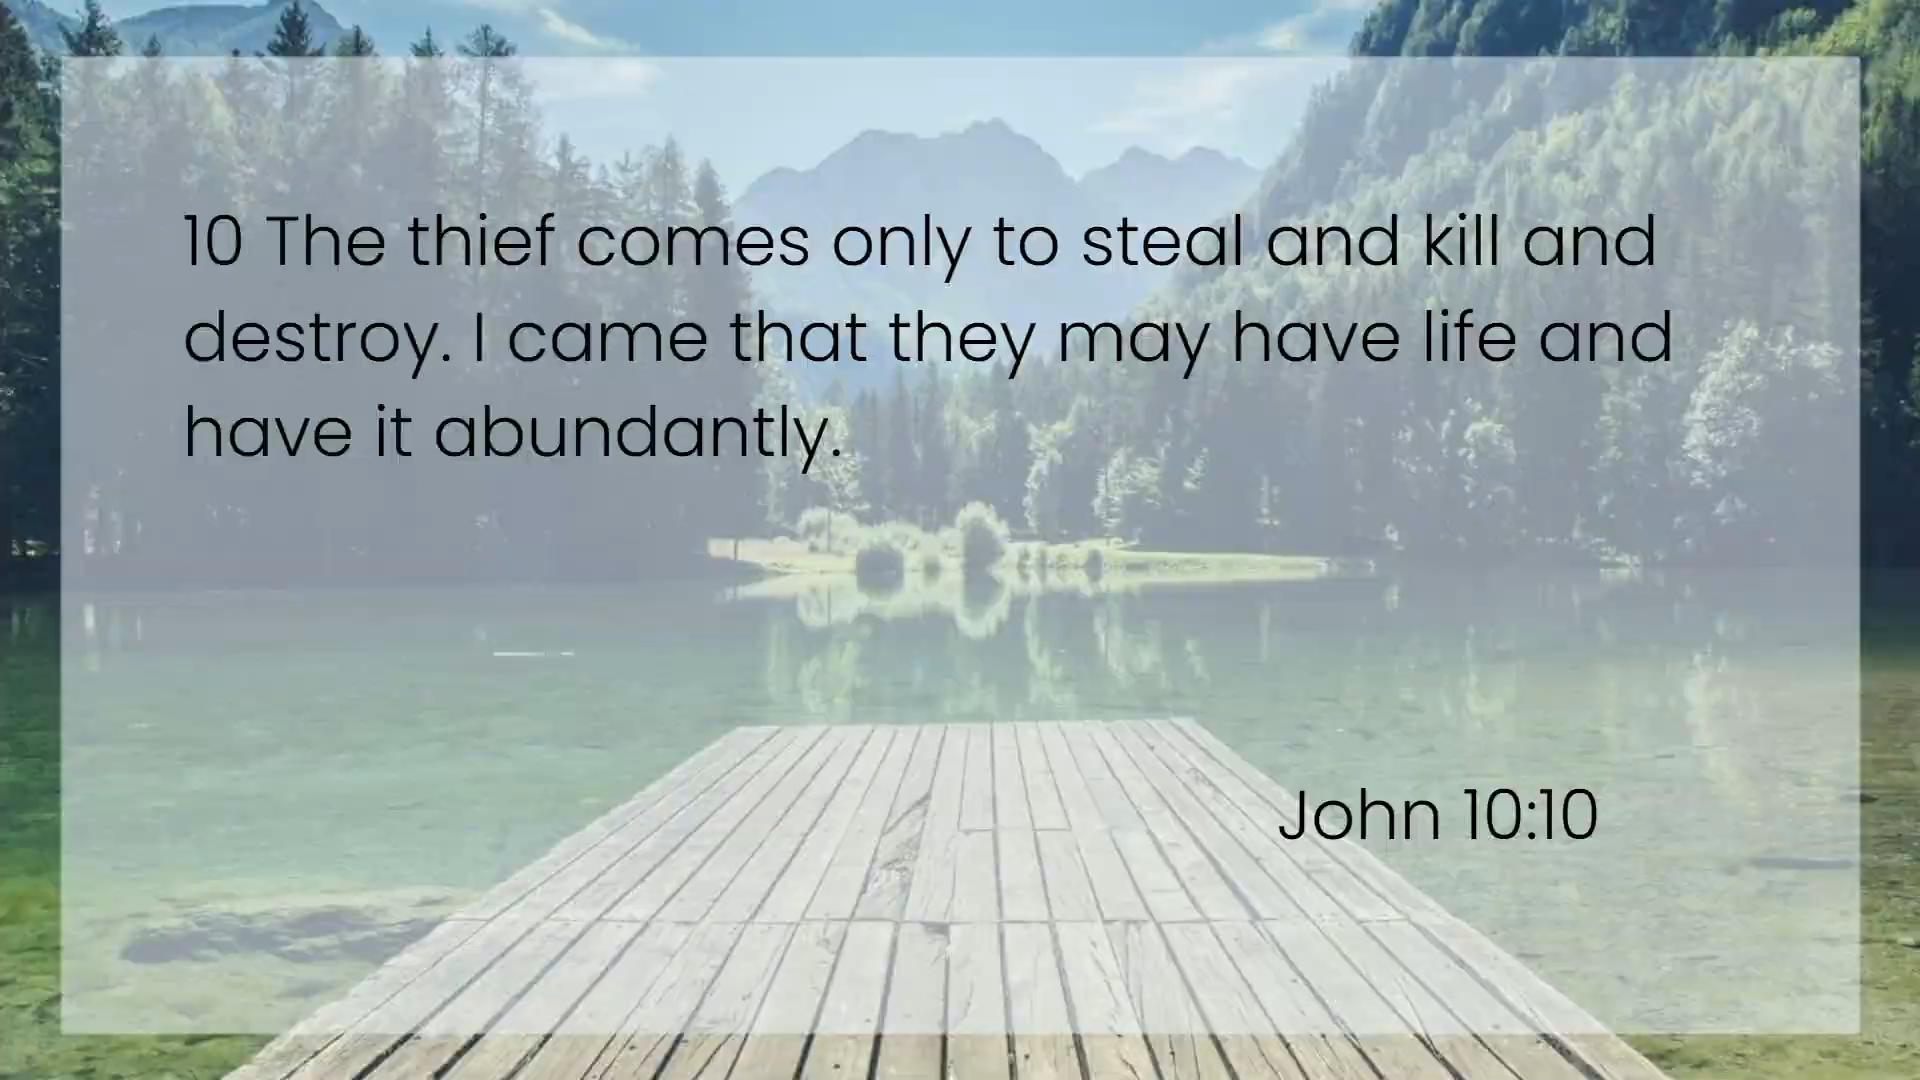 10 The thief comes only to steal and kill and
destroy. I came that they may have life and
have it abundantly.
John 10:10